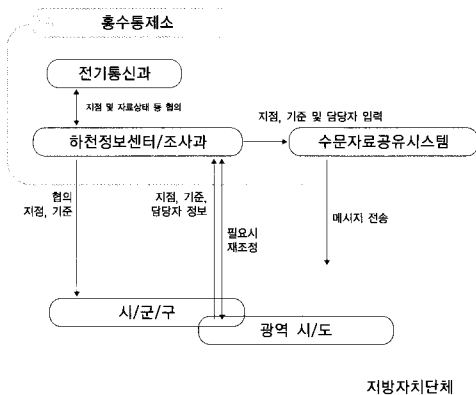 홍수통제소
전기통신과
지점 및 자료상태 등 협의
지점, 기준 및 담당자 입력
하천정보센터/조사과
수문자료공유시스템
협의
지점, 기준
지점, 기준,
담당자 정보
필요시
재조정
메시지 전송
시/군/구
광역 시/도
지방자치단체